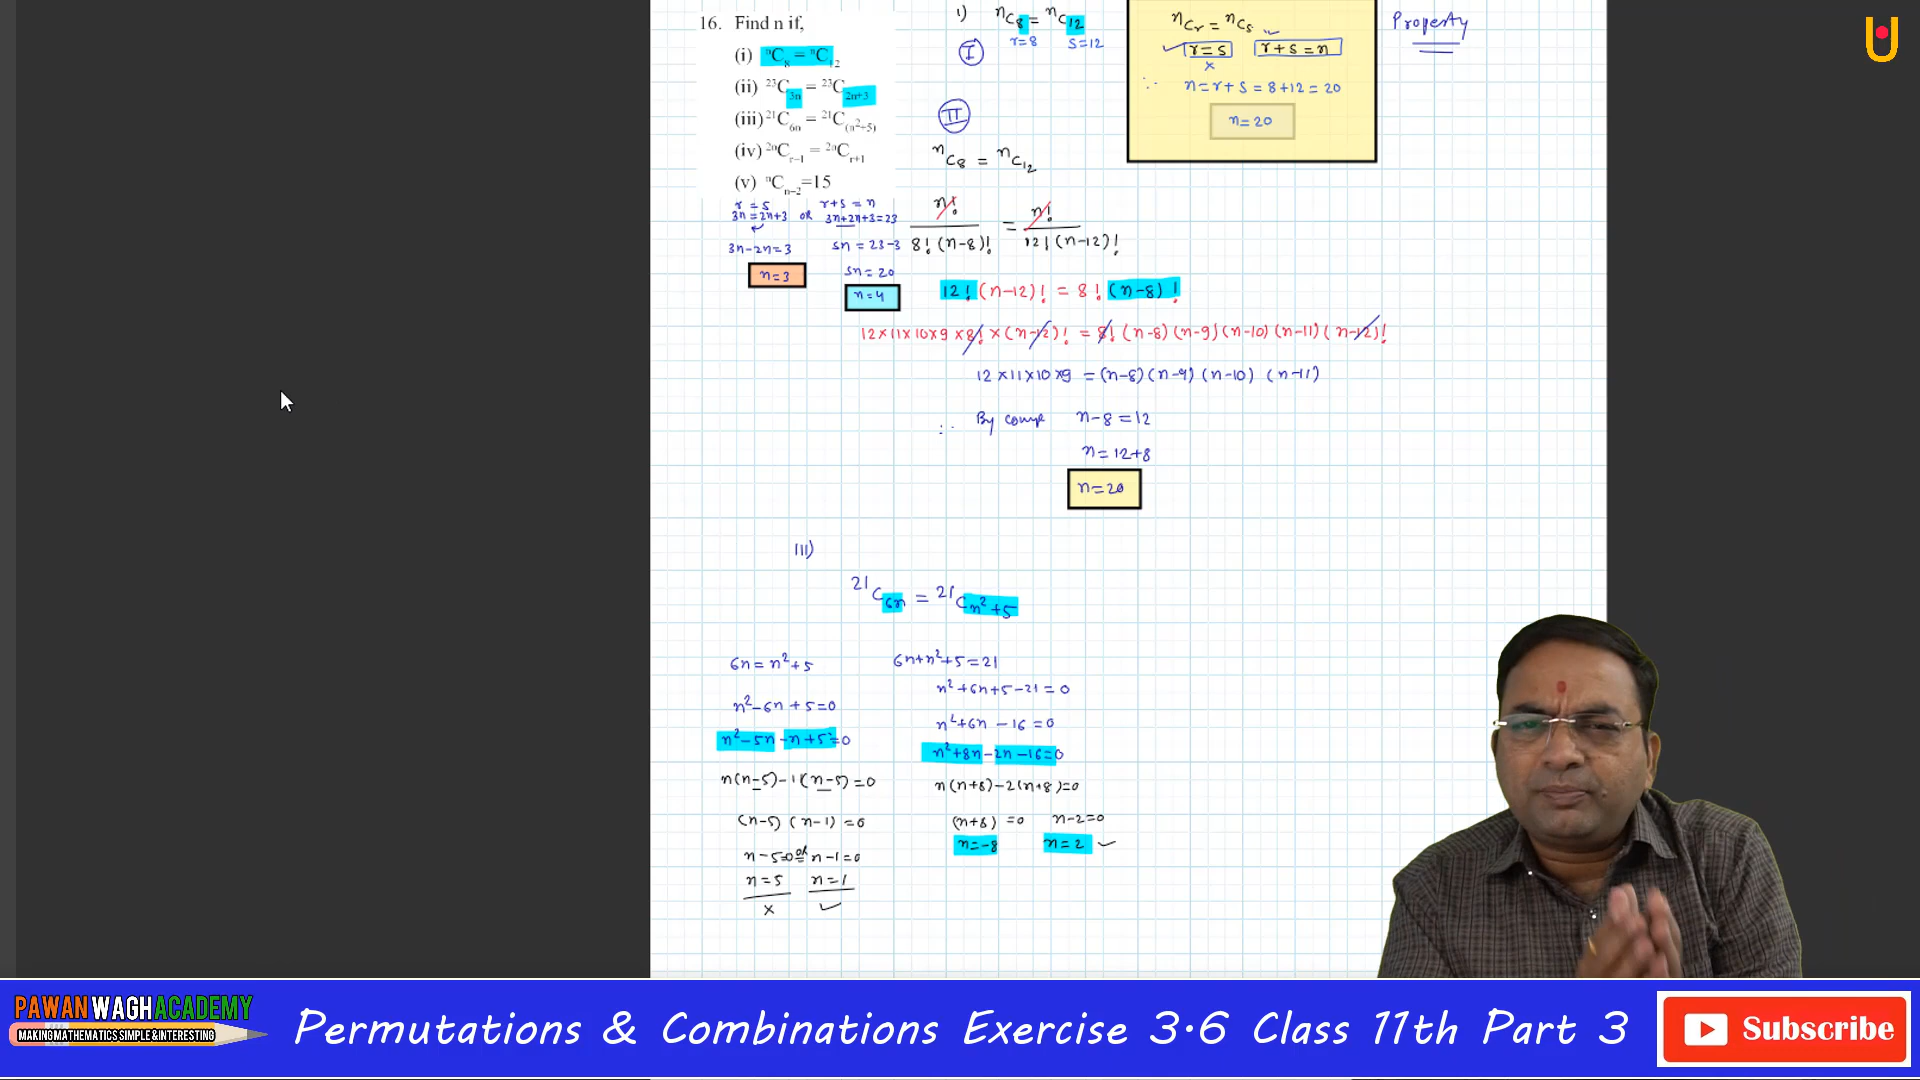 16. Find n if,
(i) ⁿC₈ = ⁿC₁₂
(ii) ²³C₃ₙ = ²³C₂ₙ₊₃
(iii) ²¹C₆ₙ = ²¹C₍ₙ²₊₅₎
(iv) ²ⁿCᵣ₋₁ = ²ⁿCᵣ₊₁
(v) ⁿCₙ₋₂=15
r = s
3n = 2n+3 OR
3n-2n=3
n=3
r+s = n
3n+2n+3=23
5n = 23-3
5n = 20
n=4
1) ⁿC₈ = ⁿC₁₂
r=8 s=12
I
ⁿCᵣ = ⁿCₛ
r=s r+s=n
x
∵ n=r+s = 8+12=20
n=20
Property
II
ⁿC₈ = ⁿC₁₂
n! = n!
8!(n-8)! 12!(n-12)!
12!(n-12)! = 8!(n-8)!
12×11×10×9×8!×(n-12)! = 8!(n-8)(n-9)(n-10)(n-11)(n-12)!
12×11×10×9 = (n-8)(n-9)(n-10)(n-11)
∴ By comp n-8=12
n=12+8
n=20
III)
²¹C₆ₙ = ²¹Cₙ²₊₅
6n = n²+5
n²-6n+5=0
n²-5n-n+5=0
n(n-5)-1(n-5)=0
(n-5)(n-1)=0
n-5=0 or n-1=0
n=5 n=1
x ✓
6n+n²+5=21
n²+6n+5-21=0
n²+6n-16=0
n²+8n-2n-16=0
n(n+8)-2(n+8)=0
(n+8)=0 n-2=0
n=-8 n=2 ✓
PAWAN WAGH ACADEMY
MAKING MATHEMATICS SIMPLE & INTERESTING
Permutations & Combinations Exercise 3.6 Class 11th Part 3
Subscribe